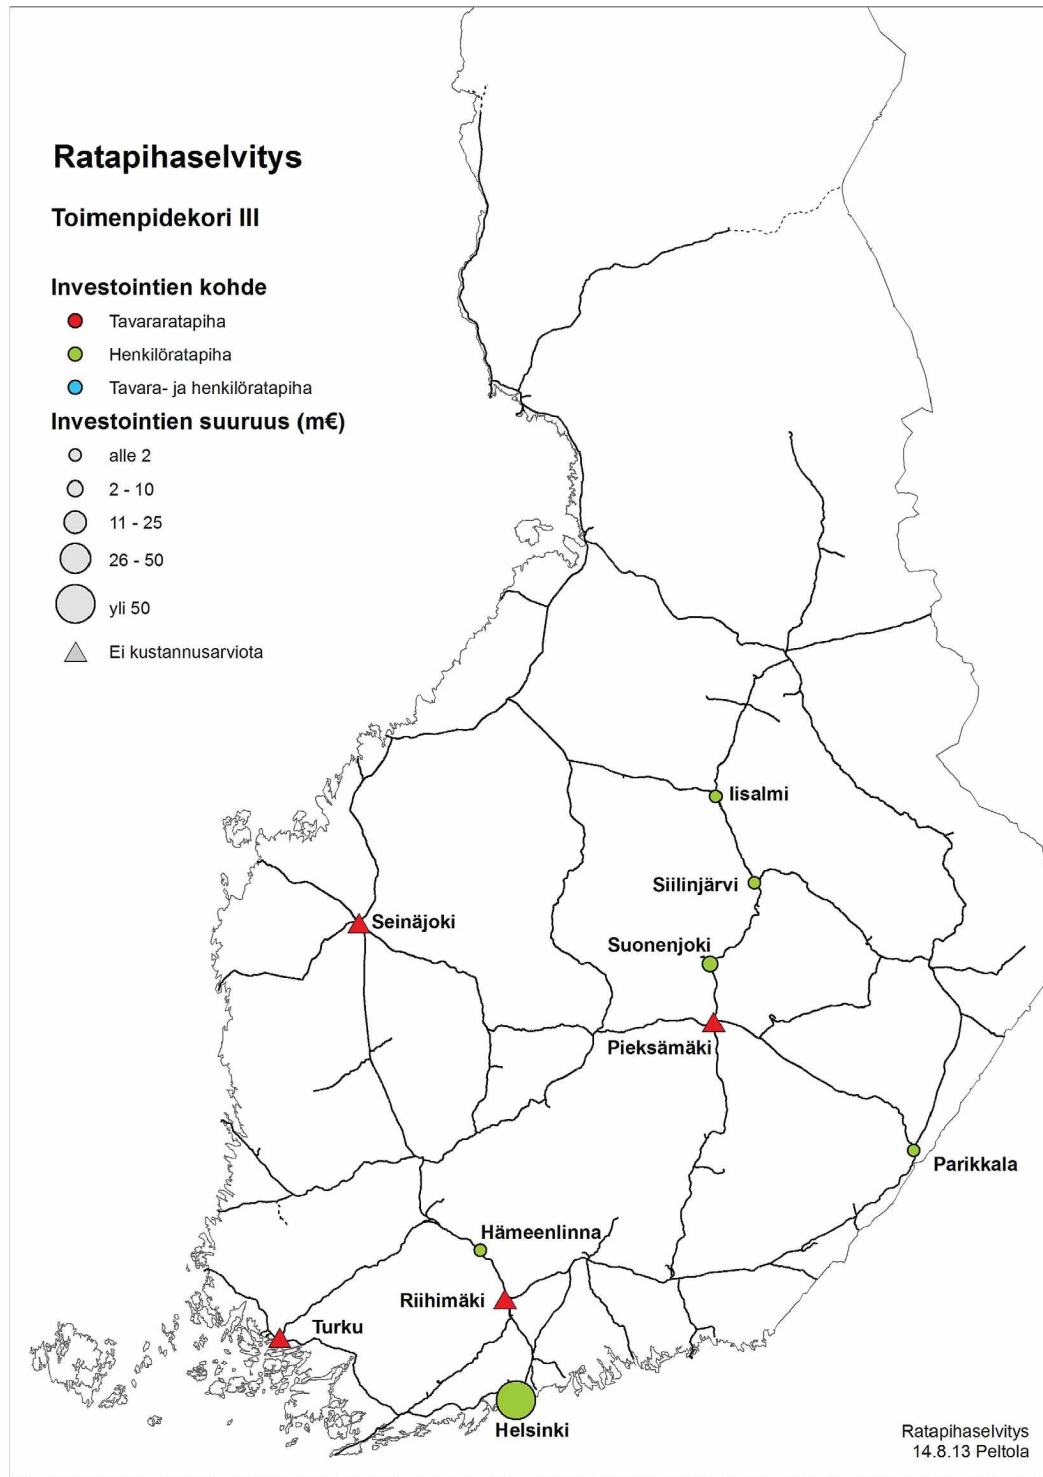 Ratapihaselvitys
Toimenpidekori III
Investointien kohde
Tavararatapiha
Henkilöratapiha
Tavara- ja henkilöratapiha
Investointien suuruus (m€)
alle 2
2 - 10
11 - 25
26 - 50
yli 50
Ei kustannusarviota
Iisalmi
Siilinjärvi
Seinäjoki
Suonenjoki
Pieksämäki
Parikkala
Hämeenlinna
Riihimäki
Turku
Helsinki
Ratapihaselvitys
14.8.13 Peltola